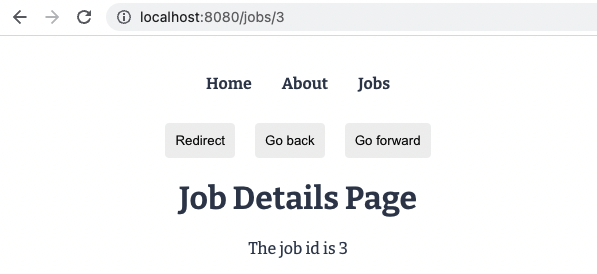 localhost:8080/jobs/3
Home About Jobs
Redirect Go back Go forward
Job Details Page
The job id is 3